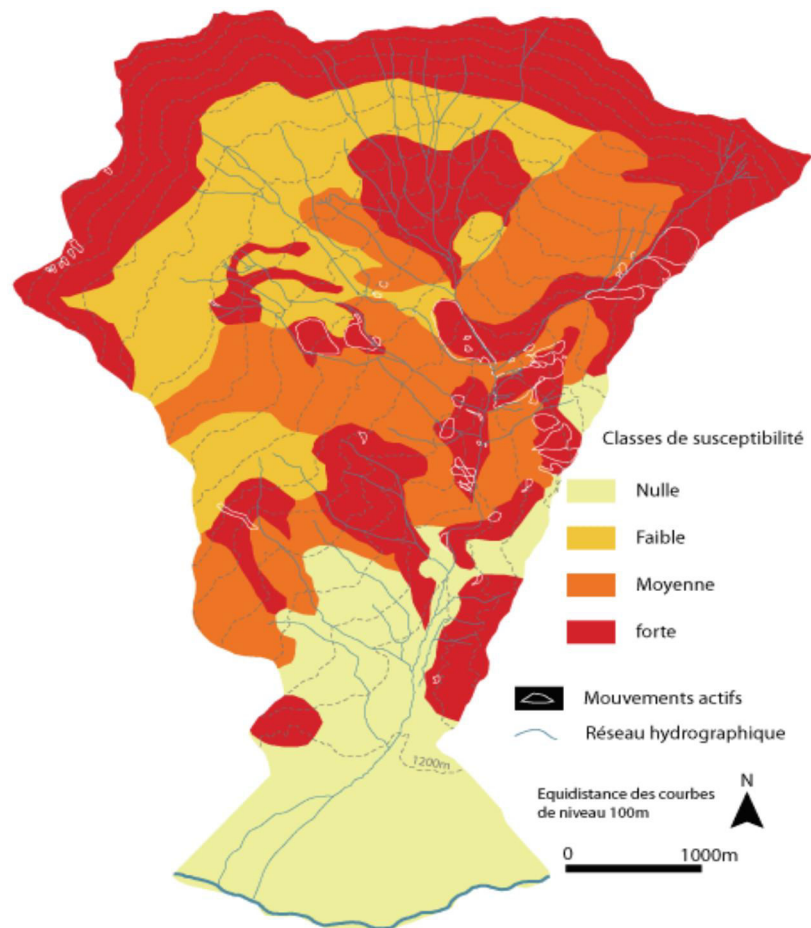 Classes de susceptibilité
Nulle
Faible
Moyenne
forte
Mouvements actifs
Réseau hydrographique
1200m
Equidistance des courbes
de niveau 100m
N
0 1000m